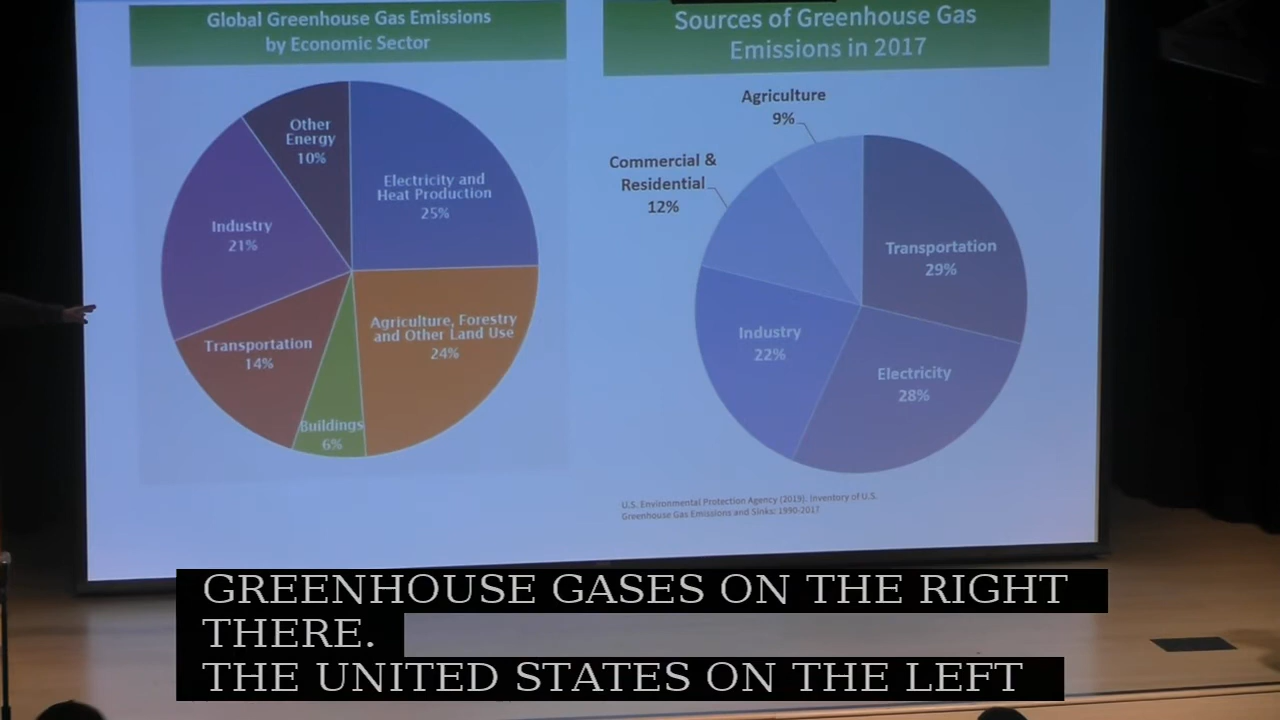 Global Greenhouse Gas Emissions
by Economic Sector
Other
Energy
10%
Electricity and
Heat Production
25%
Industry
21%
Agriculture, Forestry
and Other Land Use
24%
Transportation
14%
Buildings
6%
Sources of Greenhouse Gas
Emissions in 2017
Agriculture
9%
Commercial &
Residential
12%
Transportation
29%
Industry
22%
Electricity
28%
U.S. Environmental Protection Agency (2019). Inventory of U.S.
Greenhouse Gas Emissions and Sinks: 1990-2017
GREENHOUSE GASES ON THE RIGHT
THERE.
THE UNITED STATES ON THE LEFT